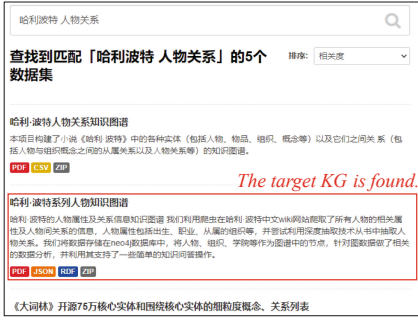 哈利波特 人物关系
查找到匹配「哈利波特 人物关系」的5个
数据集
排序: 相关度
哈利·波特人物关系知识图谱
本项目构建了小说《哈利·波特》中的各种实体（包括人物、物品、组织、概念等）以及它们之间关 系（包
括人物与组织概念之间的从属关系以及人物关系等）的知识图谱。
PDF CSV ZIP
The target KG is found.
哈利·波特系列人物知识图谱
哈利·波特的人物属性及关系信息知识图谱 我们利用爬虫在哈利·波特中文wiki网站爬取了所有人物的相关属
性及人物间关系的信息，人物属性包括出生、职业、从属的组织等，并尝试利用深度抽取技术从书中抽取人
物关系。我们将数据存储在neo4j数据库中，将人物、组织、学院等作为图谱中的节点，针对图数据做了相关
的数据分析，并利用其支持了一些简单的知识问答操作。
PDF JSON RDF ZIP
《大词林》开源75万核心实体和围绕核心实体的细粒度概念、关系列表